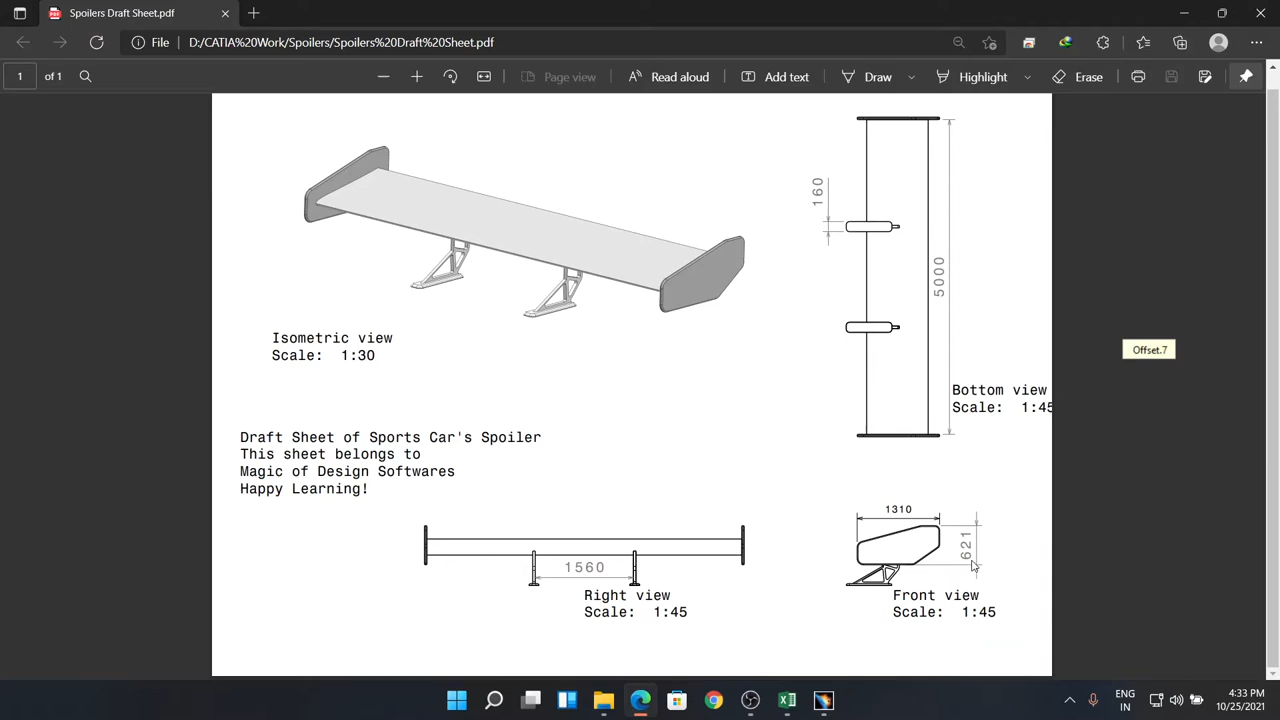 Spoilers Draft Sheet.pdf
File D:/CATIA%20Work/Spoilers/Spoilers%20Draft%20Sheet.pdf
1 of 1 Page view Read aloud Add text Draw Highlight Erase
160
5000
Isometric view
Scale: 1:30
Offset.7
Bottom view
Scale: 1:45
Draft Sheet of Sports Car's Spoiler
This sheet belongs to
Magic of Design Softwares
Happy Learning!
1310
621
1560
Right view
Scale: 1:45
Front view
Scale: 1:45
ENG
IN
4:33 PM
10/25/2021